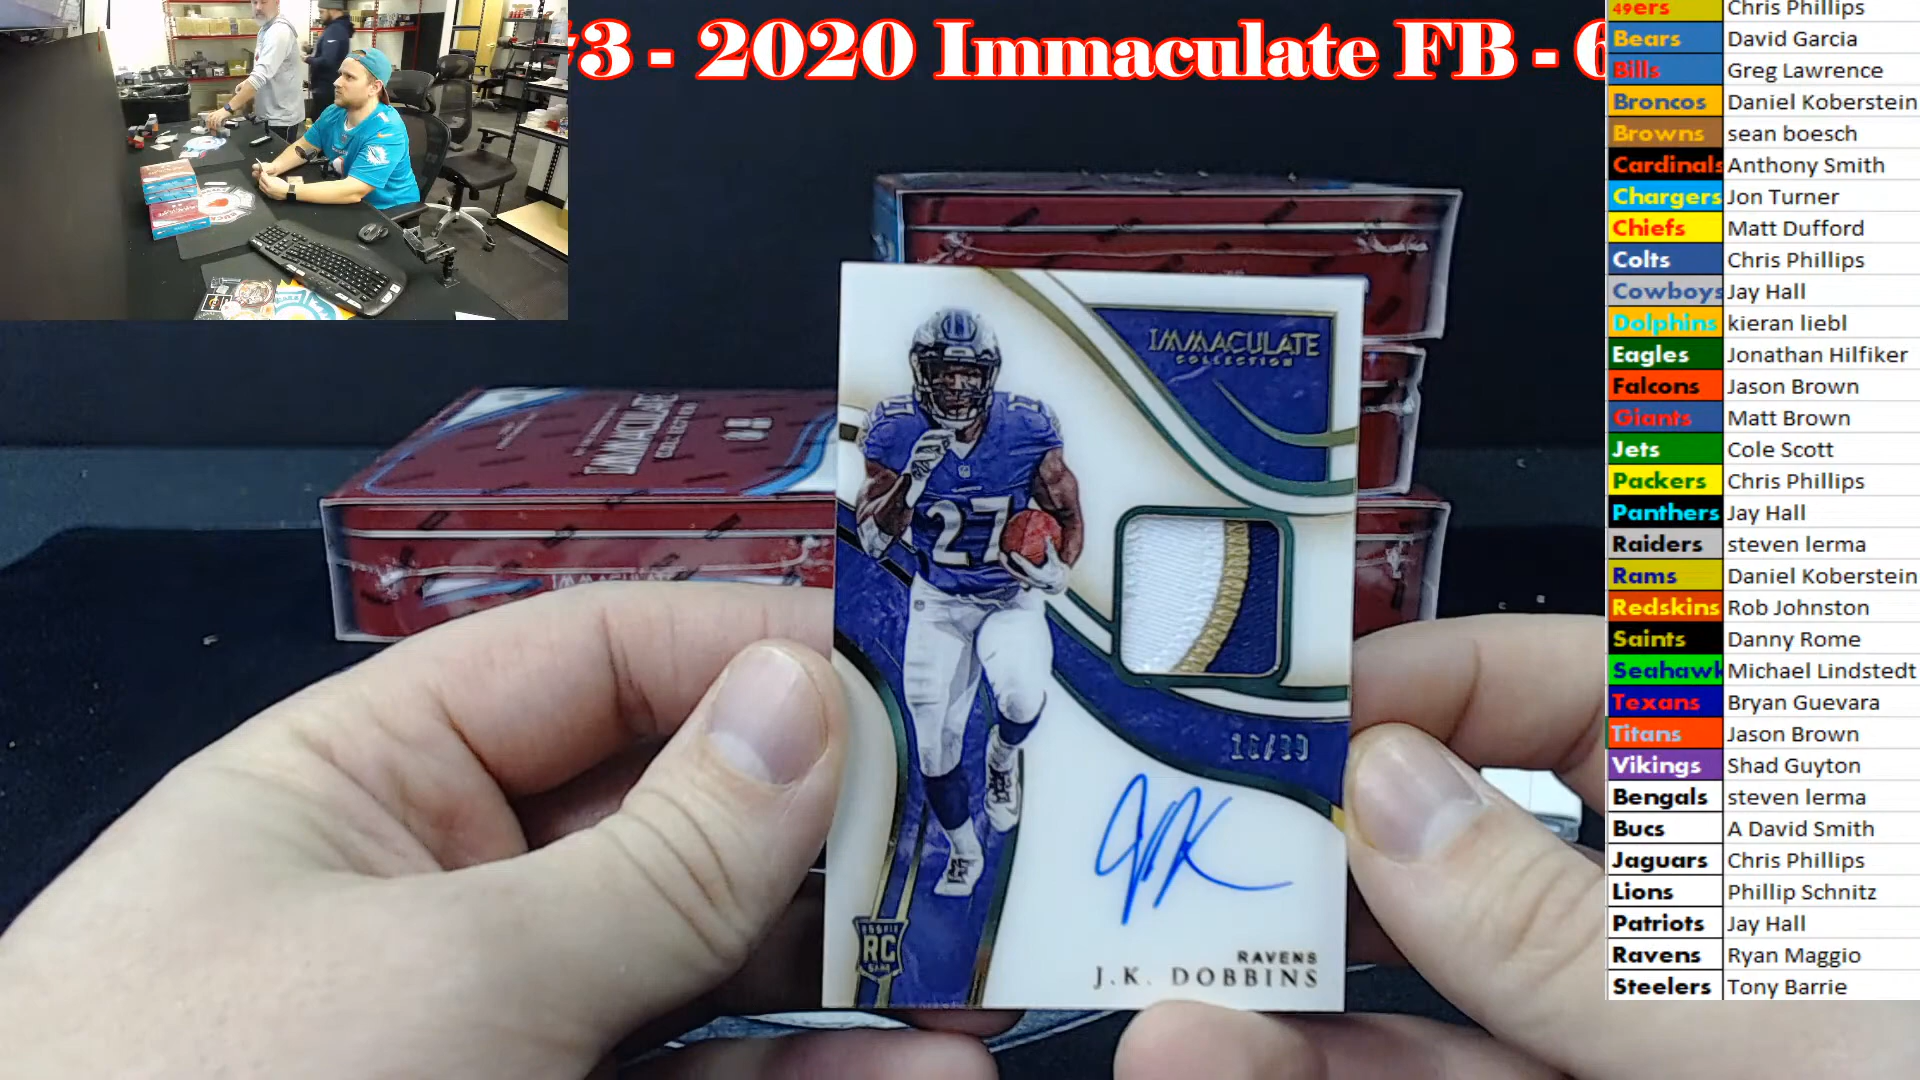 #3 - 2020 Immaculate FB - 6
49ers Chris Phillips
Bears David Garcia
Bills Greg Lawrence
Broncos Daniel Koberstein
Browns sean boesch
Cardinals Anthony Smith
Chargers Jon Turner
Chiefs Matt Dufford
Colts Chris Phillips
Cowboys Jay Hall
Dolphins kieran liebl
Eagles Jonathan Hilfiker
Falcons Jason Brown
Giants Matt Brown
Jets Cole Scott
Packers Chris Phillips
Panthers Jay Hall
Raiders steven lerma
Rams Daniel Koberstein
Redskins Rob Johnston
Saints Danny Rome
Seahawk Michael Lindstedt
Texans Bryan Guevara
Titans Jason Brown
Vikings Shad Guyton
Bengals steven lerma
Bucs A David Smith
Jaguars Chris Phillips
Lions Phillip Schnitz
Patriots Jay Hall
Ravens Ryan Maggio
Steelers Tony Barrie
IMMACULATE
COLLECTION
27
27
27
RC
RAVENS
J.K. DOBBINS
IMMACULATE
COLLECTION
IMMACULATE